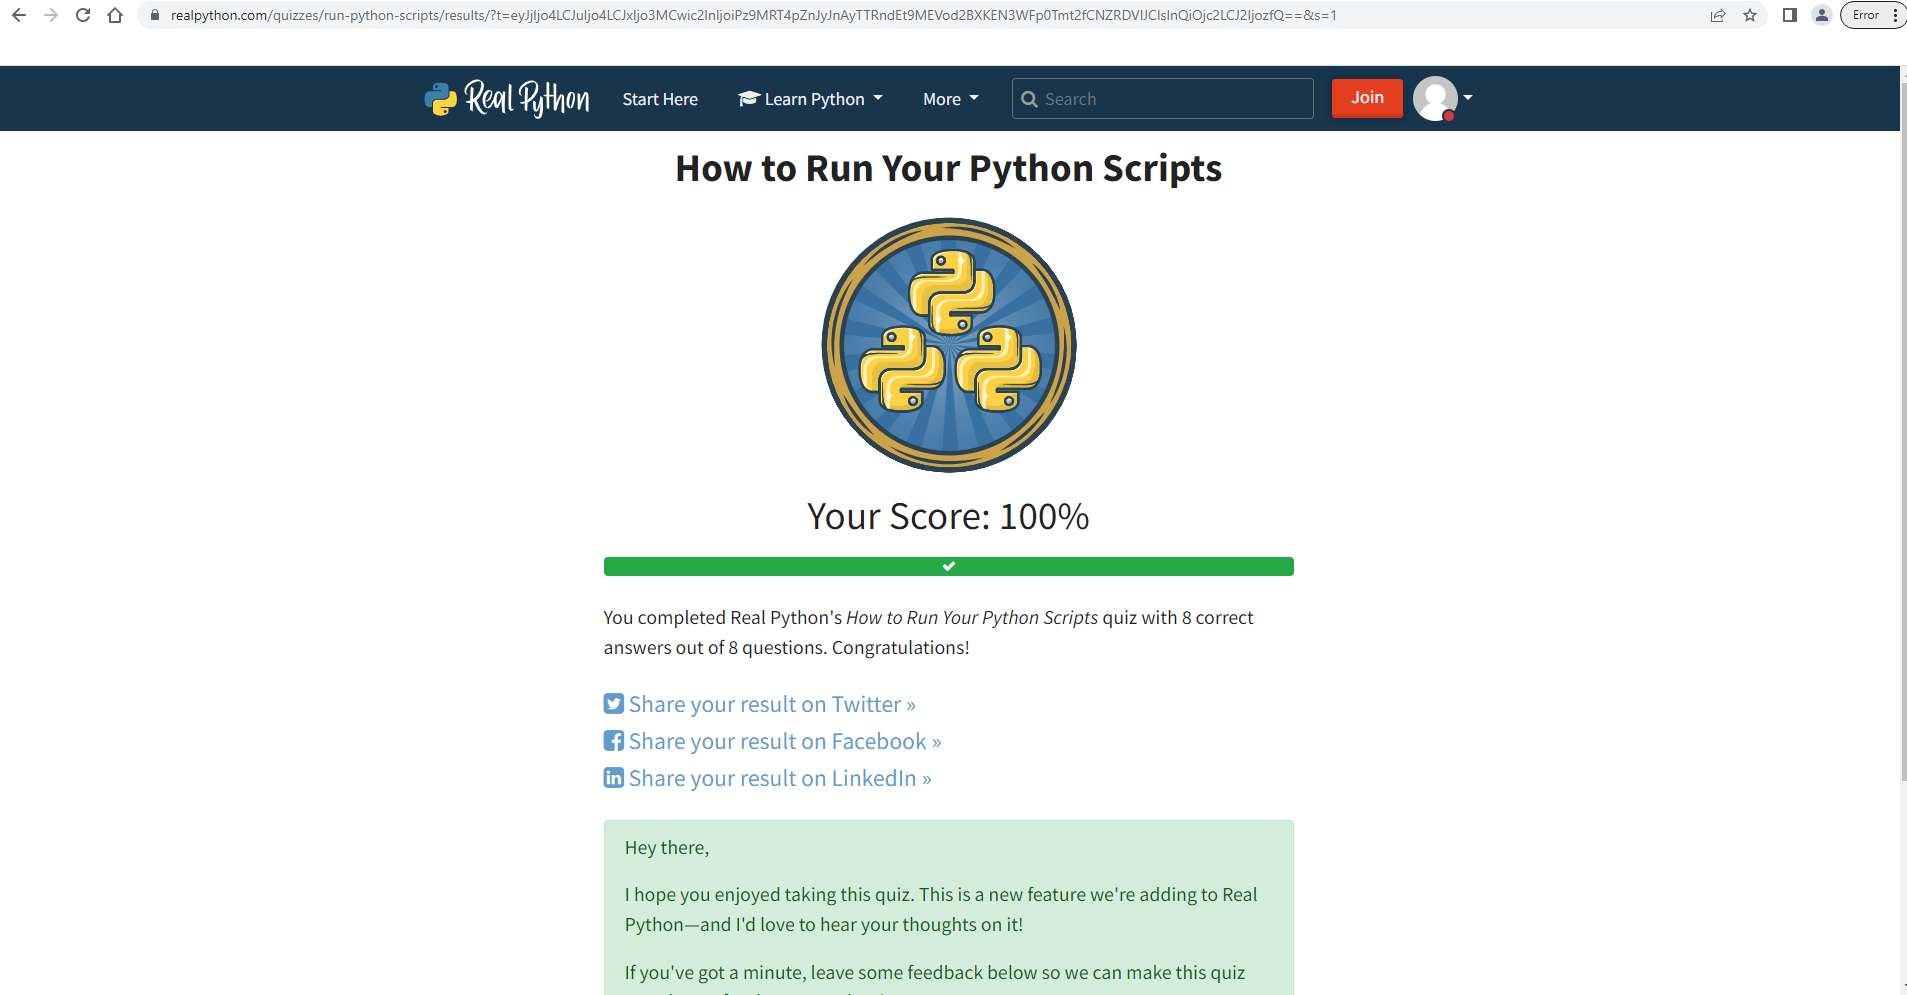 realpython.com/quizzes/run-python-scripts/results/?t=eyJjIjo4LCJuIjo4LCJxIjo3MCwic2lnIjoiPz9MRT4pZnJyJnAyTTRndEt9MEVod2BXKEN3WFp0Tmt2fCNZRDVIJCIsInQiOjc2LCJ2IjozfQ==&s=1
Error
Real Python
Start Here
Learn Python
More
Search
Join
How to Run Your Python Scripts
Your Score: 100%
You completed Real Python's How to Run Your Python Scripts quiz with 8 correct
answers out of 8 questions. Congratulations!
Share your result on Twitter »
Share your result on Facebook »
Share your result on LinkedIn »
Hey there,
I hope you enjoyed taking this quiz. This is a new feature we're adding to Real
Python—and I'd love to hear your thoughts on it!
If you've got a minute, leave some feedback below so we can make this quiz